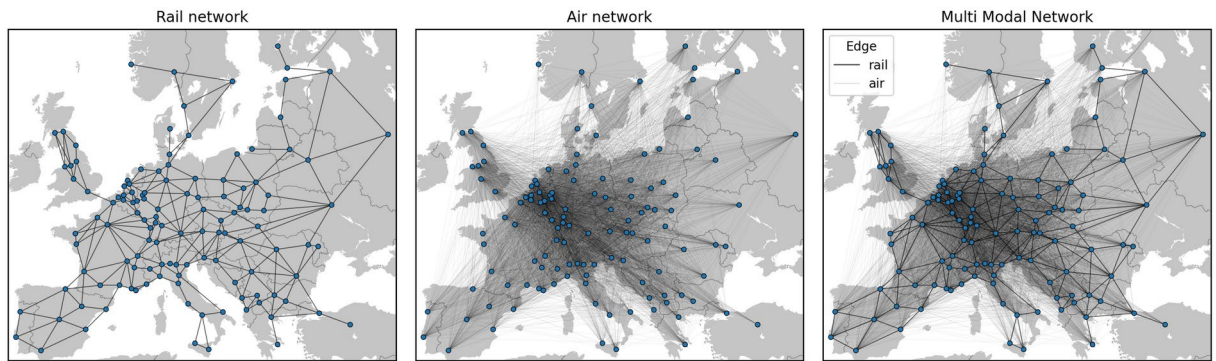 Rail network
Air network
Multi Modal Network
Edge
rail
air